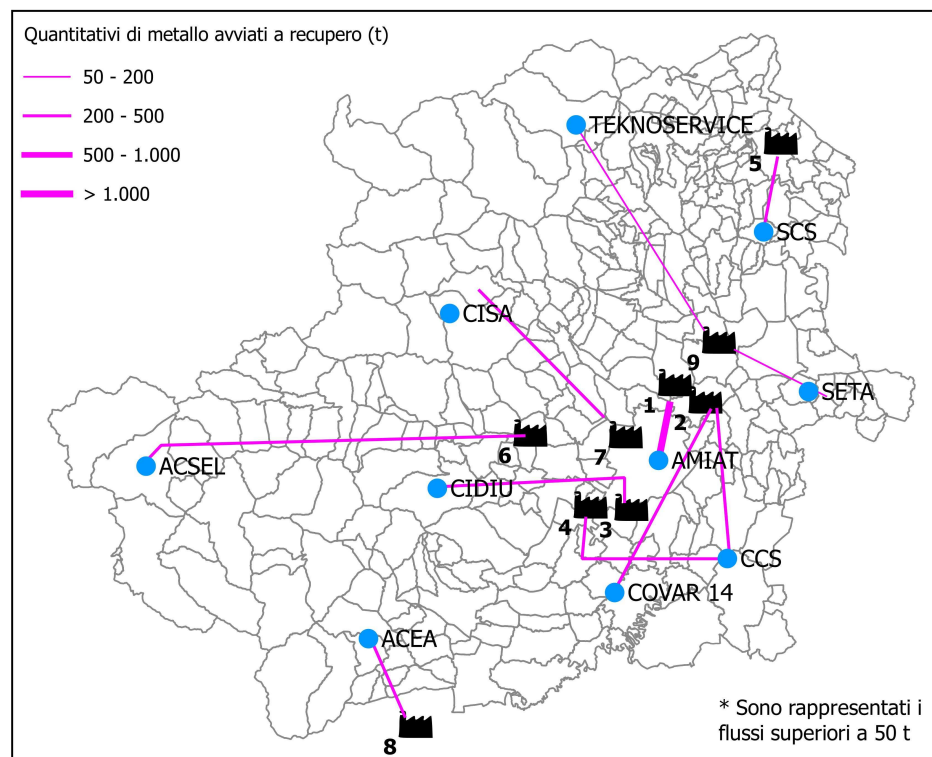 Quantitativi di metallo avviati a recupero (t)
50 - 200
200 - 500
500 - 1.000
> 1.000
TEKNOSERVICE
5
SCS
CISA
9
SETA
1
2
6
7
AMIAT
ACSEL
CIDIU
4
3
CCS
COVAR 14
ACEA
8
* Sono rappresentati i
flussi superiori a 50 t